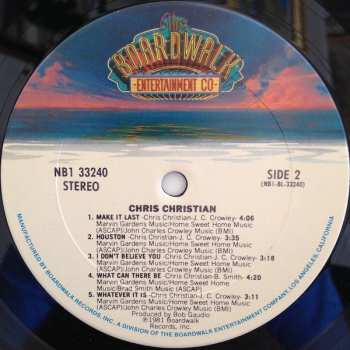 The
BOARDWALK
ENTERTAINMENT CO
NB1 33240
STEREO
SIDE 2
(NB1-BL-33240)
CHRIS CHRISTIAN
1. MAKE IT LAST -Chris Christian-J. C. Crowley- 4:06
Marvin Gardens Music/Home Sweet Home Music
(ASCAP)John Charles Crowley Music (BMI)
2. HOUSTON -Chris Christian-J. C. Crowley- 3:35
Marvin Gardens Music/Home Sweet Home Music
(ASCAP)/John Charles Crowley Music (BMI)
3. I DON'T BELIEVE YOU -Chris Christian-J. C. Crowley- 3:18
Marvin Gardens Music/Home Sweet Home Music
(ASCAP)John Charles Crowley Music (BMI)
4. WHAT CAN THERE BE -Chris Christian-B. Smith- 4:20
Marvin Gardens Music/Home Sweet Home
Music/Brad Smith Music (ASCAP)
5. WHATEVER IT IS -Chris Christian-J. C. Crowley- 3:11
Marvin Gardens Music/Home Sweet Home Music
(ASCAP)/John Charles Crowley Music (BMI)
Produced by Bob Gaudio
℗1981 Boardwalk
Records, Inc.
MANUFACTURED BY BOARDWALK RECORDS, INC. A DIVISION OF THE BOARDWALK ENTERTAINMENT COMPANY LOS ANGELES, CALIFORNIA